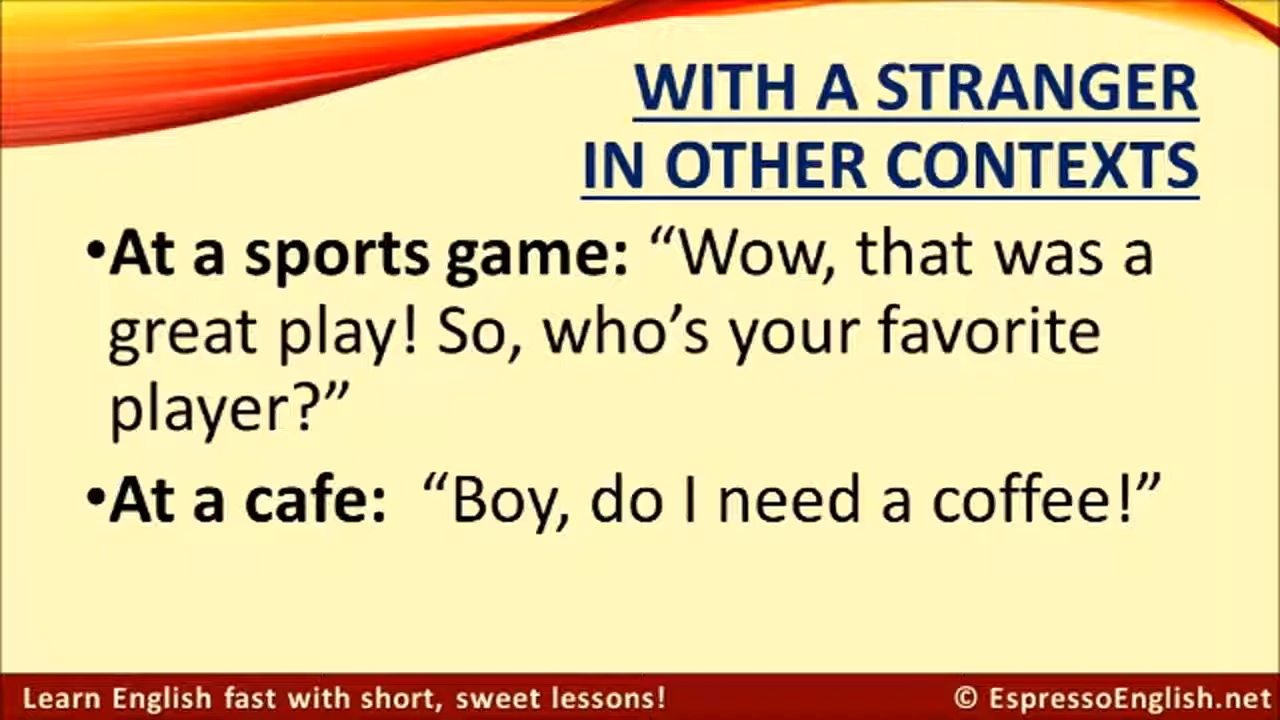 WITH A STRANGER
IN OTHER CONTEXTS
•At a sports game: “Wow, that was a
great play! So, who’s your favorite
player?”
•At a cafe: “Boy, do I need a coffee!”
Learn English fast with short, sweet lessons!
© EspressoEnglish.net